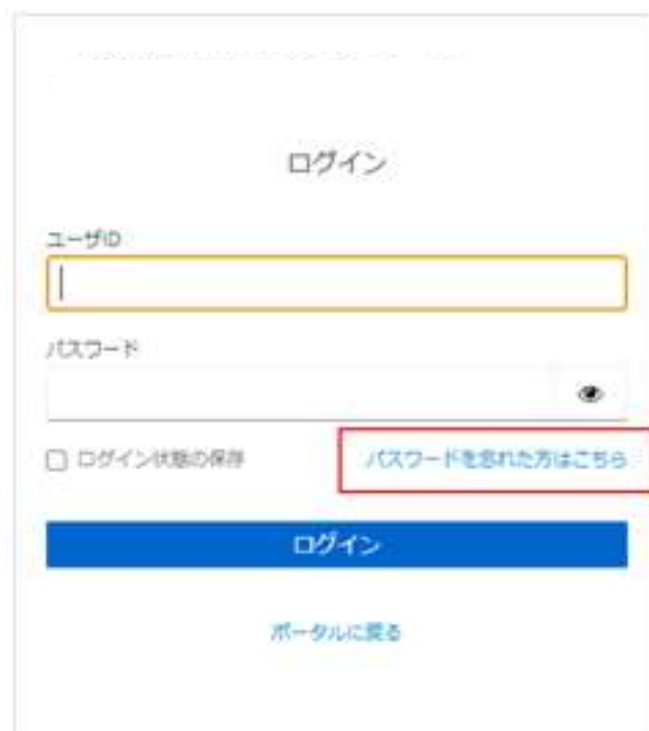 ログイン
ユーザID
パスワード
ログイン状態の保存
パスワードを忘れた方はこちら
ログイン
ポータルに戻る